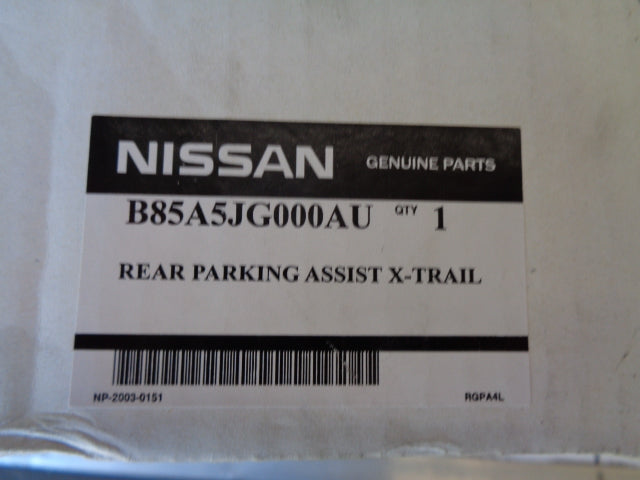 NISSAN GENUINE PARTS
B85A5JG000AU QTY 1
REAR PARKING ASSIST X-TRAIL
NP-2003-0151 RGPA4L